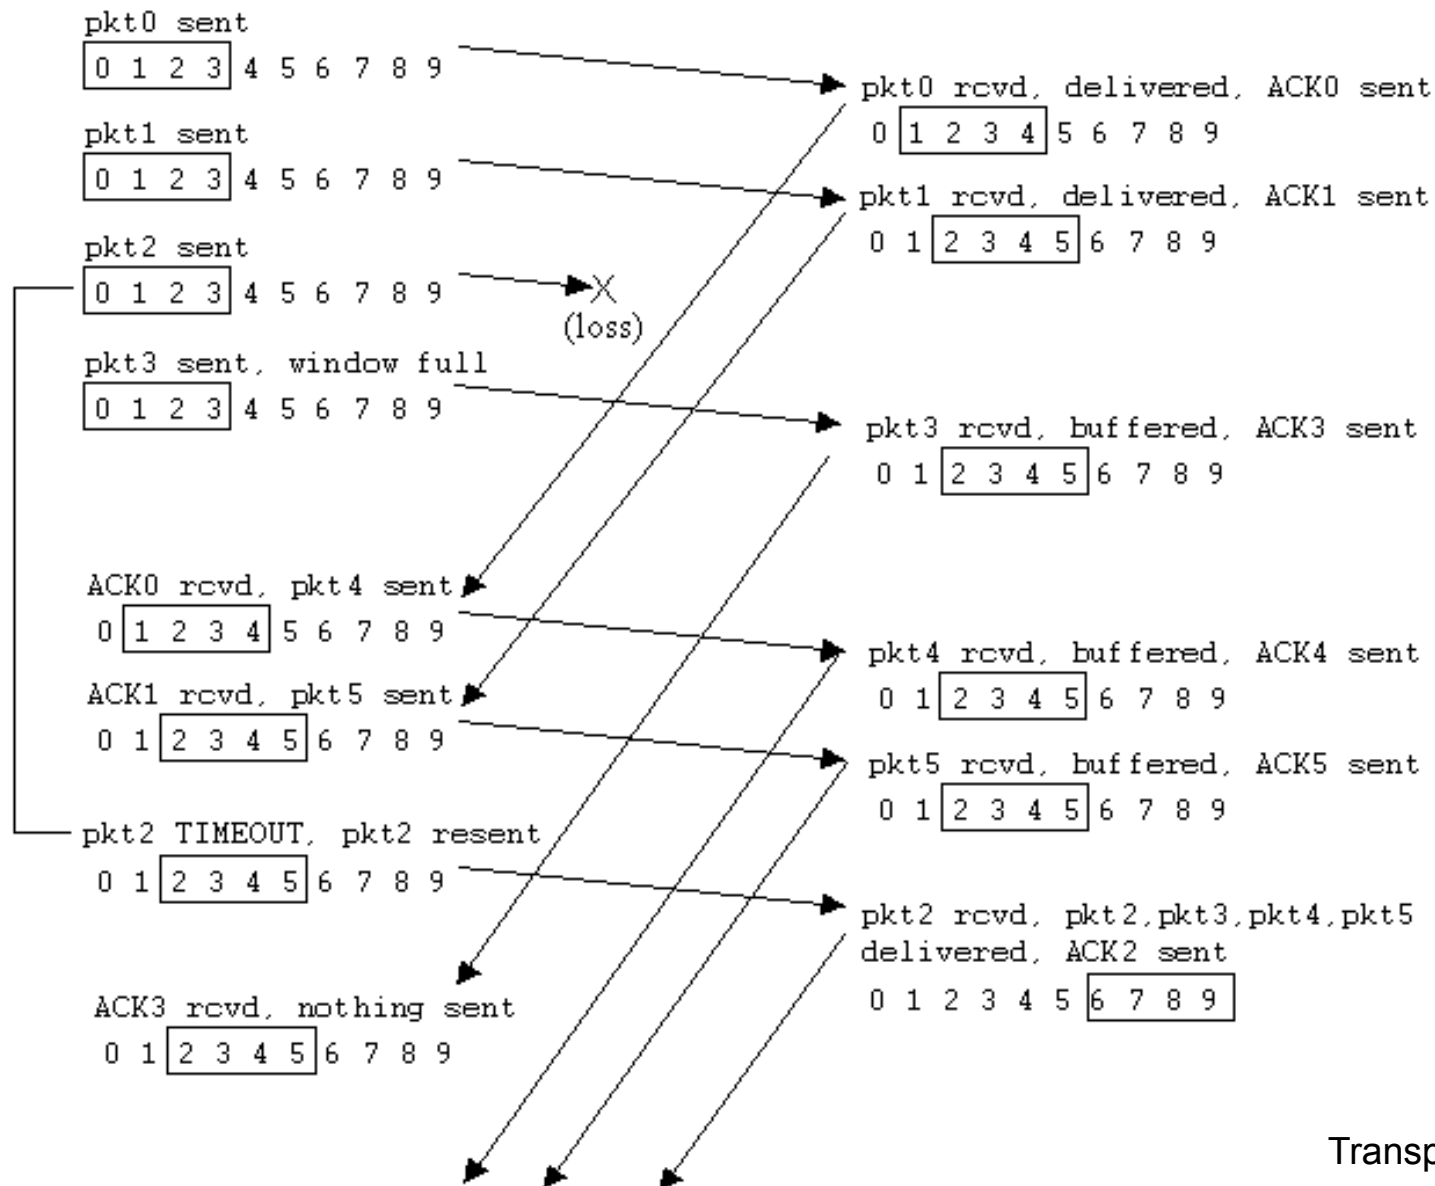 pkt0 sent
0 1 2 3 4 5 6 7 8 9
pkt1 sent
0 1 2 3 4 5 6 7 8 9
pkt2 sent
0 1 2 3 4 5 6 7 8 9
pkt3 sent, window full
0 1 2 3 4 5 6 7 8 9
ACK0 rcvd, pkt4 sent
0 1 2 3 4 5 6 7 8 9
ACK1 rcvd, pkt5 sent
0 1 2 3 4 5 6 7 8 9
pkt2 TIMEOUT, pkt2 resent
0 1 2 3 4 5 6 7 8 9
ACK3 rcvd, nothing sent
0 1 2 3 4 5 6 7 8 9
X
(loss)
pkt0 rcvd, delivered, ACK0 sent
0 1 2 3 4 5 6 7 8 9
pkt1 rcvd, delivered, ACK1 sent
0 1 2 3 4 5 6 7 8 9
pkt3 rcvd, buffered, ACK3 sent
0 1 2 3 4 5 6 7 8 9
pkt4 rcvd, buffered, ACK4 sent
0 1 2 3 4 5 6 7 8 9
pkt5 rcvd, buffered, ACK5 sent
0 1 2 3 4 5 6 7 8 9
pkt2 rcvd, pkt2,pkt3,pkt4,pkt5
delivered, ACK2 sent
0 1 2 3 4 5 6 7 8 9
Transp